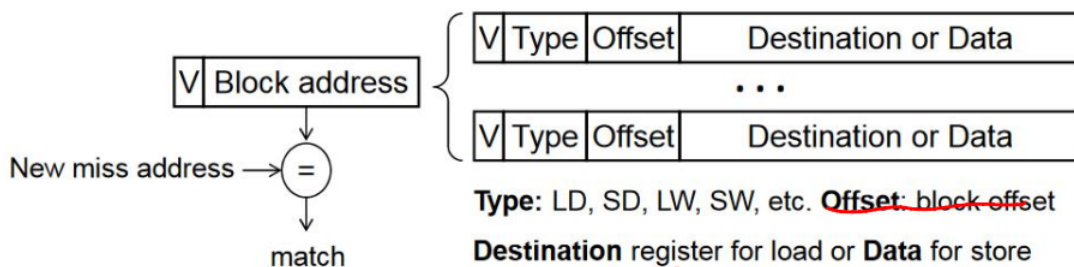 V Type Offset Destination or Data
V Block address
. . .
V Type Offset Destination or Data
New miss address
=
Type: LD, SD, LW, SW, etc. Offset: block offset
match
Destination register for load or Data for store